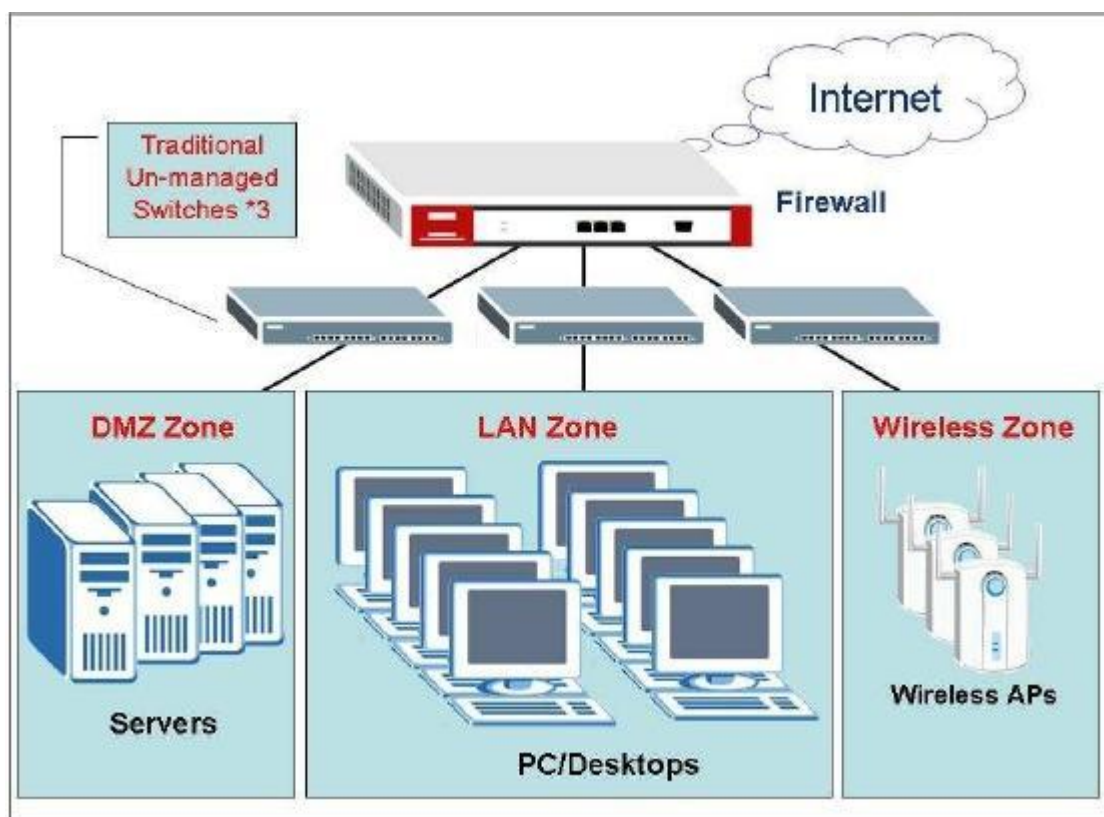 Internet
Traditional
Un-managed
Switches *3
Firewall
DMZ Zone
LAN Zone
Wireless Zone
Servers
PC/Desktops
Wireless APs